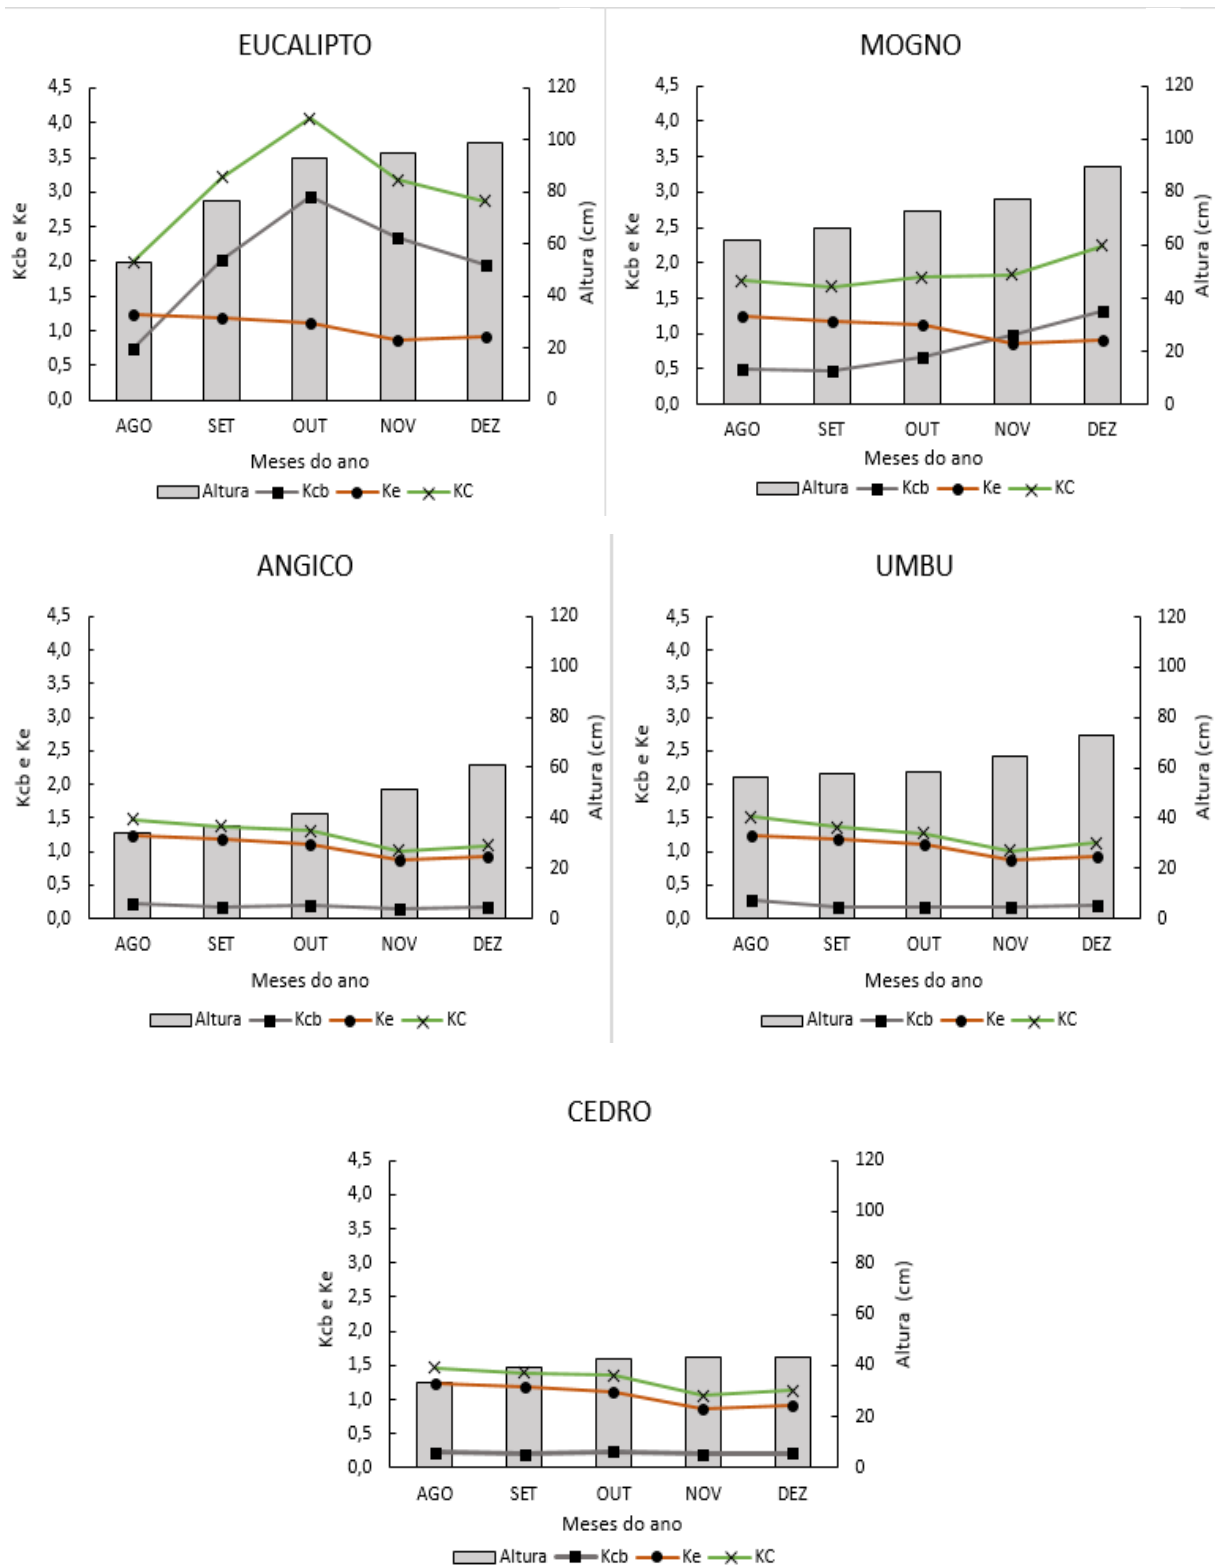 EUCALIPTO
4,5
4,0
3,5
3,0
2,5
2,0
1,5
1,0
0,5
0,0
Kcb e Ke
120
100
80
60
40
20
0
Altura (cm)
AGO SET OUT NOV DEZ
Meses do ano
Altura Kcb Ke KC
MOGNO
4,5
4,0
3,5
3,0
2,5
2,0
1,5
1,0
0,5
0,0
Kcb e Ke
120
100
80
60
40
20
0
Altura (cm)
AGO SET OUT NOV DEZ
Meses do ano
Altura Kcb Ke KC
ANGICO
4,5
4,0
3,5
3,0
2,5
2,0
1,5
1,0
0,5
0,0
Kcb e Ke
120
100
80
60
40
20
0
Altura (cm)
AGO SET OUT NOV DEZ
Meses do ano
Altura Kcb Ke KC
UMBU
4,5
4,0
3,5
3,0
2,5
2,0
1,5
1,0
0,5
0,0
Kcb e Ke
120
100
80
60
40
20
0
Altura (cm)
AGO SET OUT NOV DEZ
Meses do ano
Altura Kcb Ke KC
CEDRO
4,5
4,0
3,5
3,0
2,5
2,0
1,5
1,0
0,5
0,0
Kcb e Ke
120
100
80
60
40
20
0
Altura (cm)
AGO SET OUT NOV DEZ
Meses do ano
Altura Kcb Ke KC